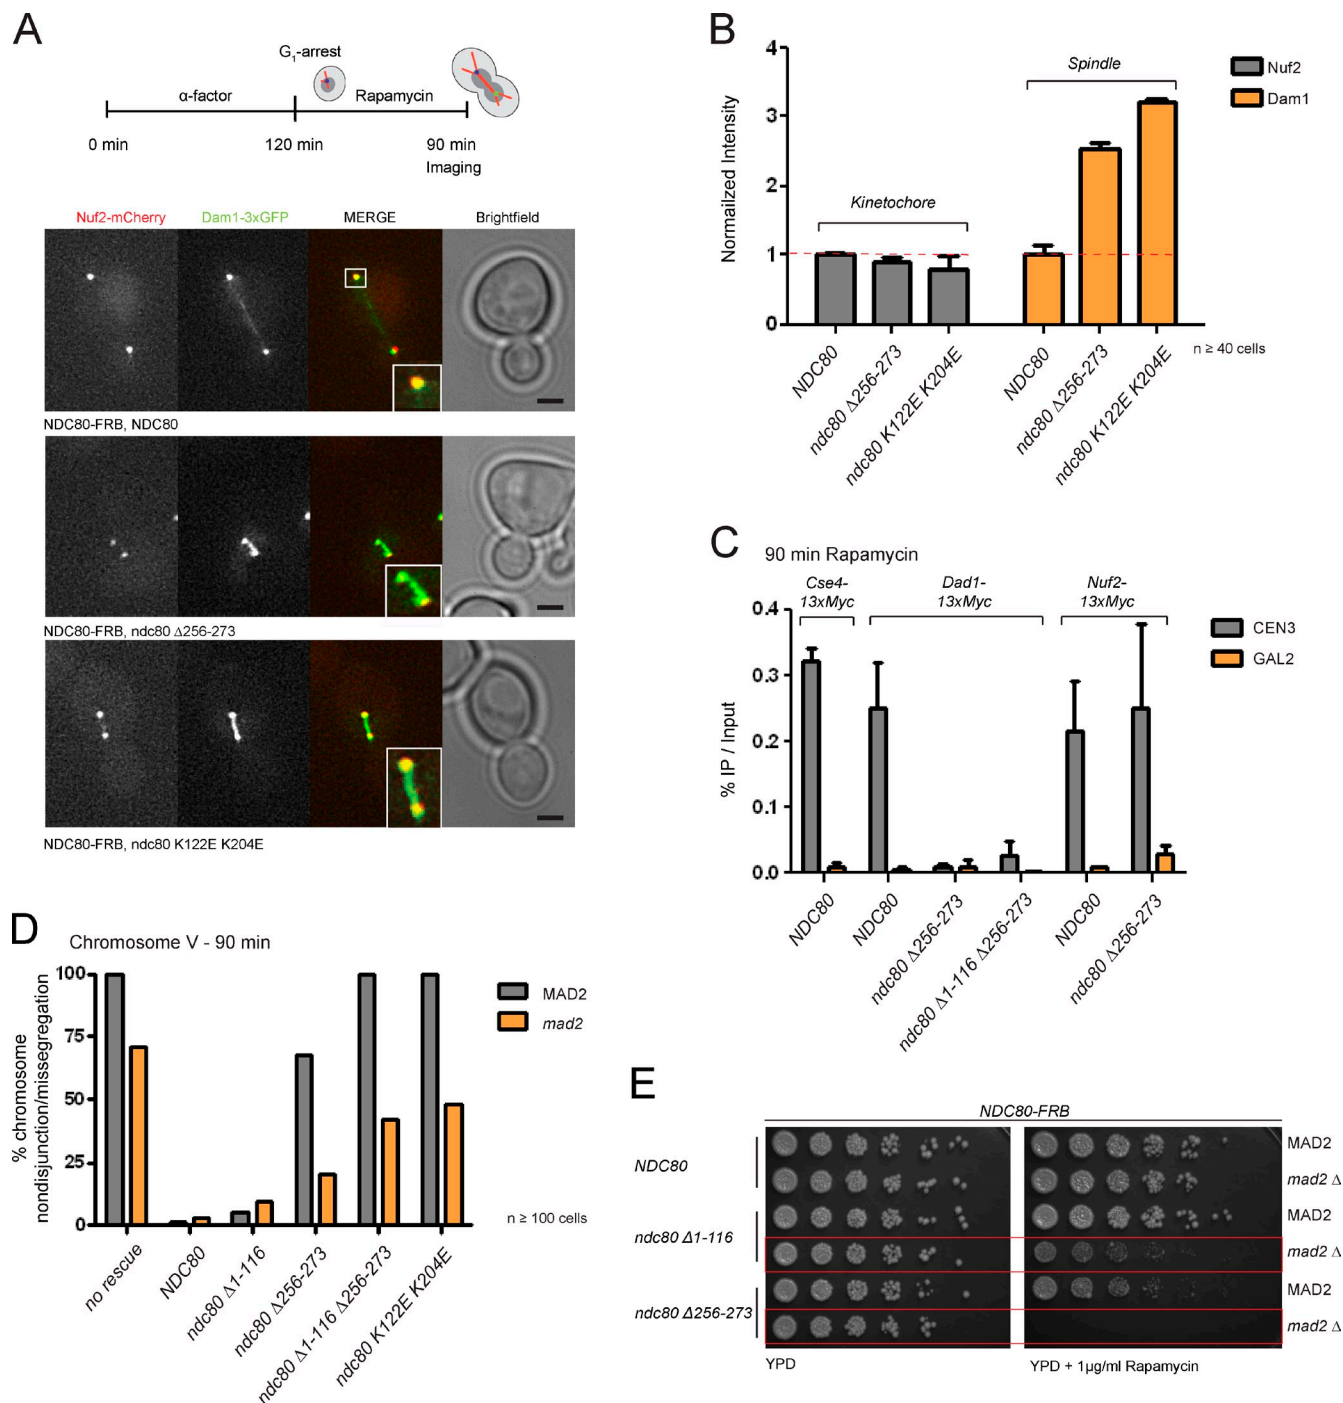 A
G1-arrest
α-factor
Rapamycin
0 min
120 min
90 min
Imaging
Nuf2-mCherry
Dam1-3xGFP
MERGE
Brightfield
NDC80-FRB, NDC80
NDC80-FRB, ndc80 Δ256-273
NDC80-FRB, ndc80 K122E K204E
B
Normailzed Intensity
4
3
2
1
0
Kinetochore
Spindle
Nuf2
Dam1
NDC80
ndc80 Δ256-273
ndc80 K122E K204E
NDC80
ndc80 Δ256-273
ndc80 K122E K204E
n ≥ 40 cells
C
90 min Rapamycin
Cse4-
13xMyc
Dad1-
13xMyc
Nuf2-
13xMyc
% IP / Input
0.4
0.3
0.2
0.1
0.0
CEN3
GAL2
NDC80
NDC80
ndc80 Δ256-273
ndc80 Δ1-116 Δ256-273
NDC80
ndc80 Δ256-273
D
Chromosome V - 90 min
% chromosome
nondisjunction/missegregation
100
75
50
25
0
MAD2
mad2
no rescue
NDC80
ndc80 Δ1-116
ndc80 Δ256-273
ndc80 Δ1-116 Δ256-273
ndc80 K122E K204E
n ≥ 100 cells
E
NDC80-FRB
NDC80
ndc80 Δ1-116
ndc80 Δ256-273
MAD2
mad2 Δ
MAD2
mad2 Δ
MAD2
mad2 Δ
YPD
YPD + 1µg/ml Rapamycin